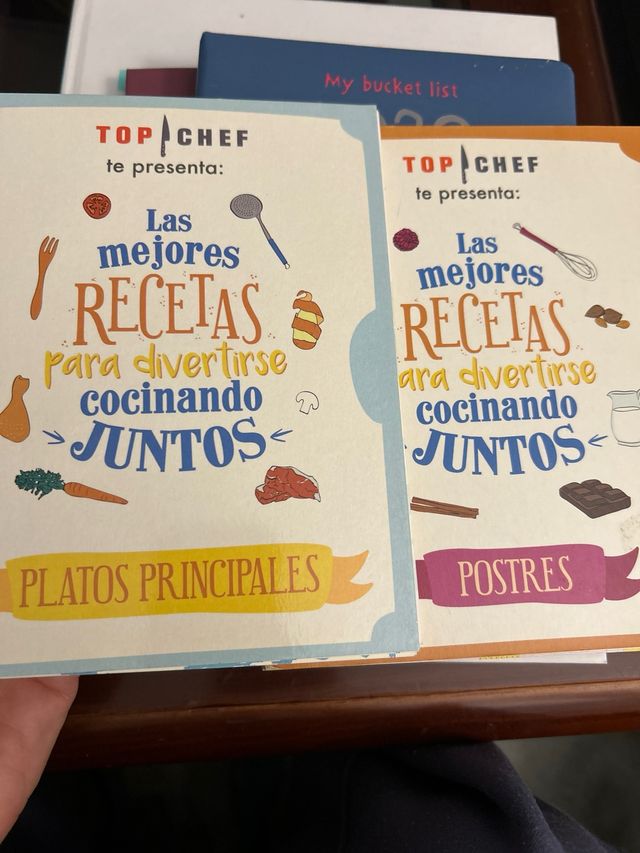 My bucket list
TOP CHEF
te presenta:
Las
mejores
RECETAS
para divertirse
cocinando
JUNTOS
PLATOS PRINCIPALES
TOP CHEF
te presenta:
Las
mejores
RECETAS
ara divertirse
cocinando
JUNTOS
POSTRES